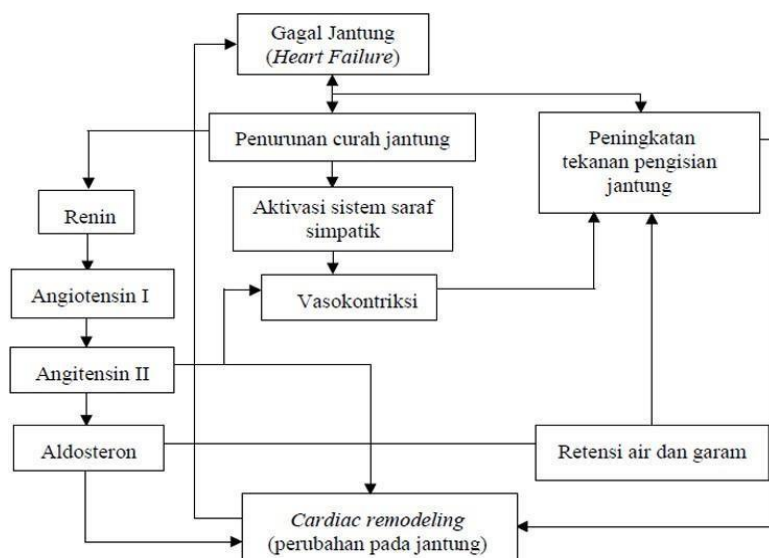 Gagal Jantung
(Heart Failure)
Penurunan curah jantung
Peningkatan
tekanan pengisian
jantung
Renin
Aktivasi sistem saraf
simpatik
Angiotensin I
Vasokontriksi
Angitensin II
Aldosteron
Retensi air dan garam
Cardiac remodeling
(perubahan pada jantung)